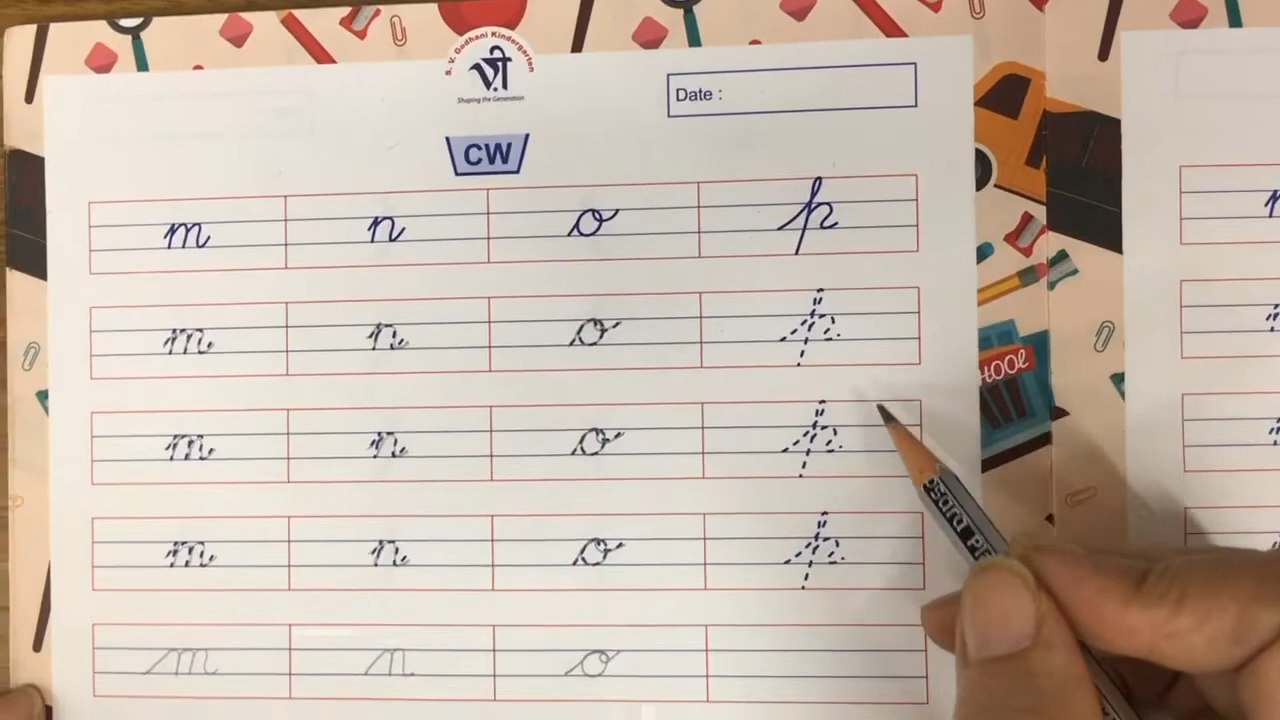 S. V. Godhani Kindergarten
Shaping the Generation
Date :
CW
m n o p
m n o p
m n o p
m n o p
m n o